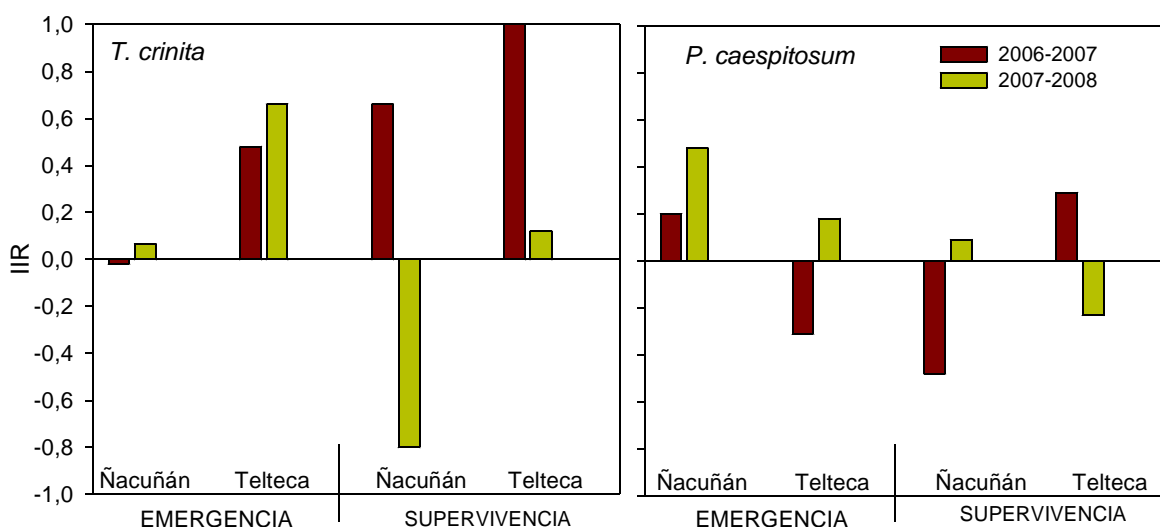 T. crinita
P. caespitosum
2006-2007
2007-2008
1,0
0,8
0,6
0,4
0,2
0,0
-0,2
-0,4
-0,6
-0,8
-1,0
IIR
Ñacuñán Telteca Ñacuñán Telteca
EMERGENCIA SUPERVIVENCIA
Ñacuñán Telteca Ñacuñán Telteca
EMERGENCIA SUPERVIVENCIA